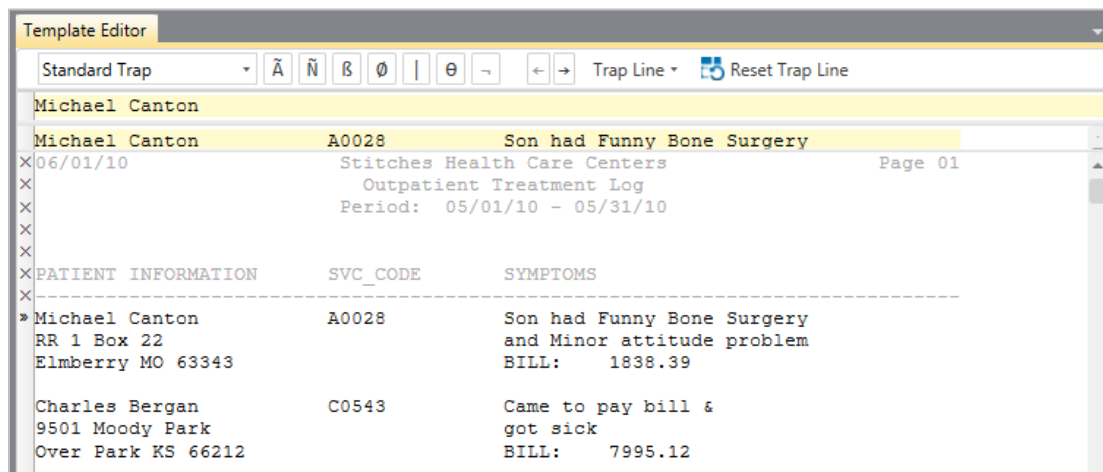 Template Editor
Standard Trap Ã Ñ ß Ø | ɵ ¬ ← → Trap Line Reset Trap Line
Michael Canton
Michael Canton A0028 Son had Funny Bone Surgery
06/01/10 Stitches Health Care Centers Page 01
Outpatient Treatment Log
Period: 05/01/10 - 05/31/10
PATIENT INFORMATION SVC_CODE SYMPTOMS
--------------------------------------------------------------------------------
Michael Canton A0028 Son had Funny Bone Surgery
RR 1 Box 22 and Minor attitude problem
Elmberry MO 63343 BILL: 1838.39
Charles Bergan C0543 Came to pay bill &
9501 Moody Park got sick
Over Park KS 66212 BILL: 7995.12